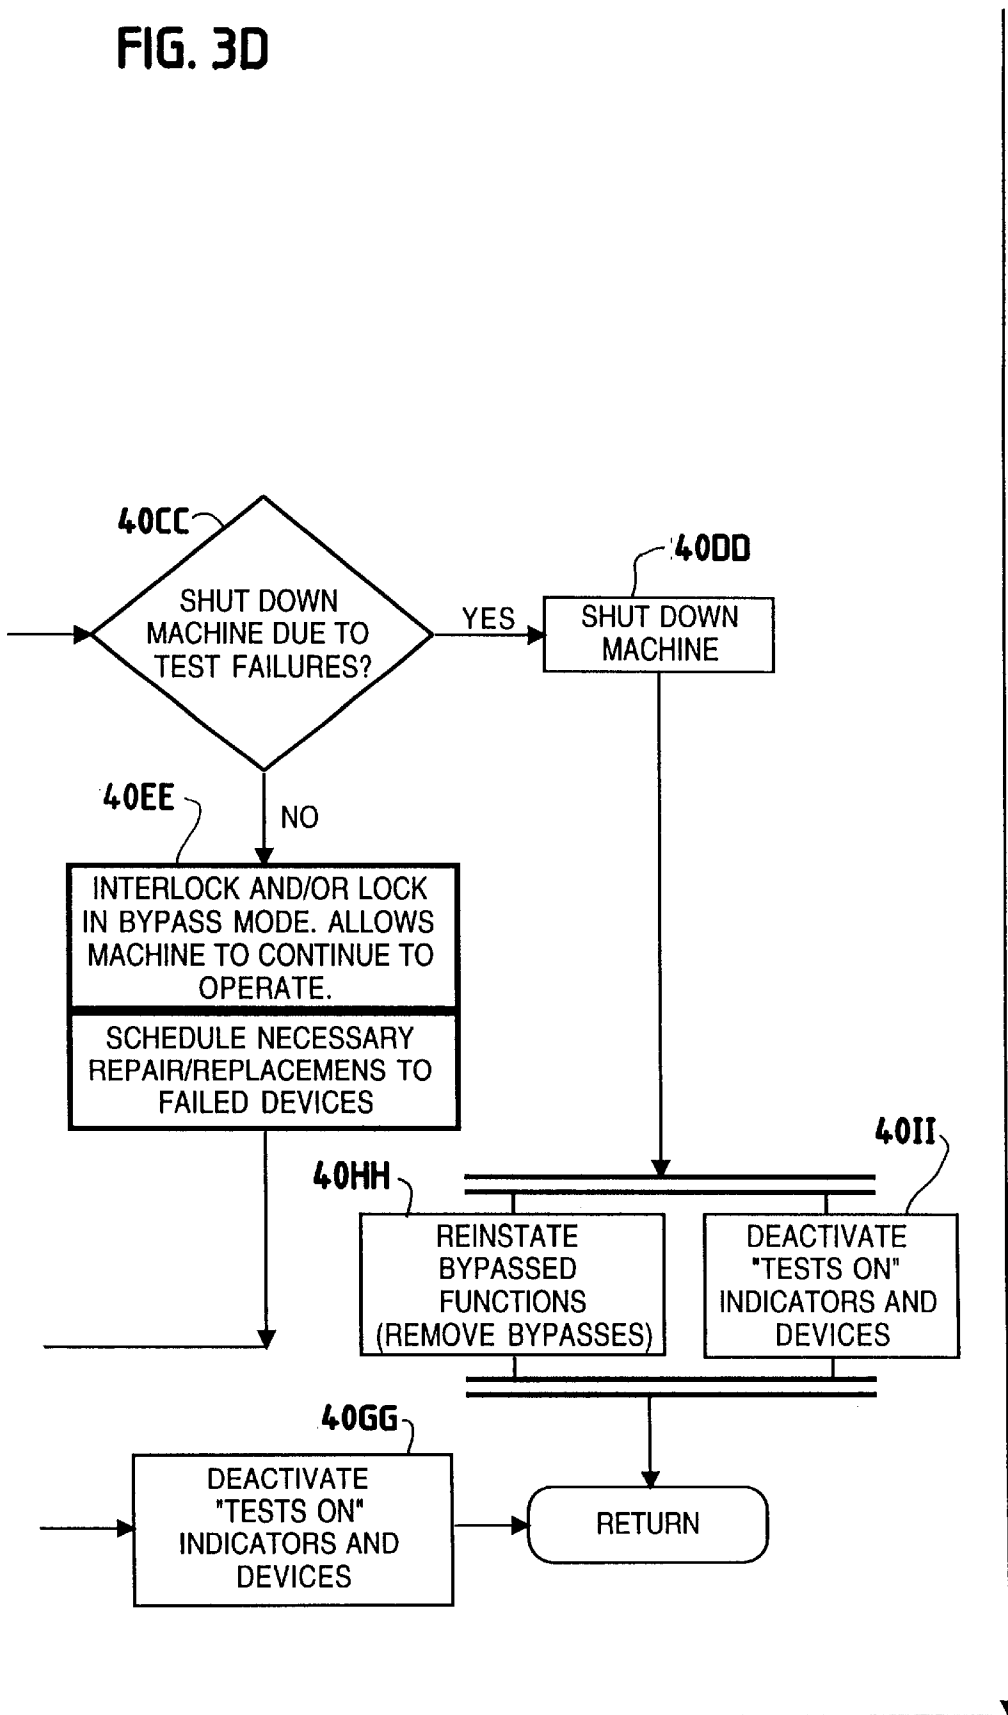 FIG. 3D
40CC
SHUT DOWN
MACHINE DUE TO
TEST FAILURES?
YES
40DD
SHUT DOWN
MACHINE
NO
40EE
INTERLOCK AND/OR LOCK
IN BYPASS MODE. ALLOWS
MACHINE TO CONTINUE TO
OPERATE.
SCHEDULE NECESSARY
REPAIR/REPLACEMENS TO
FAILED DEVICES
40HH
REINSTATE
BYPASSED
FUNCTIONS
(REMOVE BYPASSES)
40II
DEACTIVATE
"TESTS ON"
INDICATORS AND
DEVICES
40GG
DEACTIVATE
"TESTS ON"
INDICATORS AND
DEVICES
RETURN